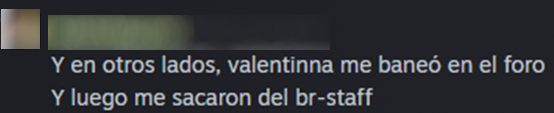 Y en otros lados, valentinna me baneó en el foro
Y luego me sacaron del br-staff